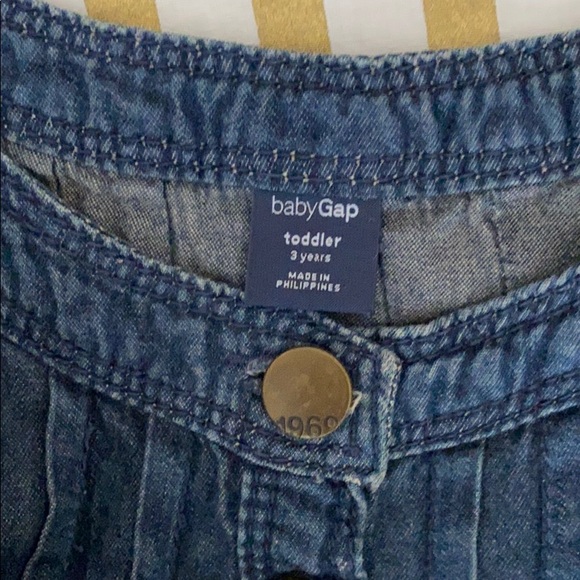 babyGap
toddler
3 years
MADE IN
PHILIPPINES
1969